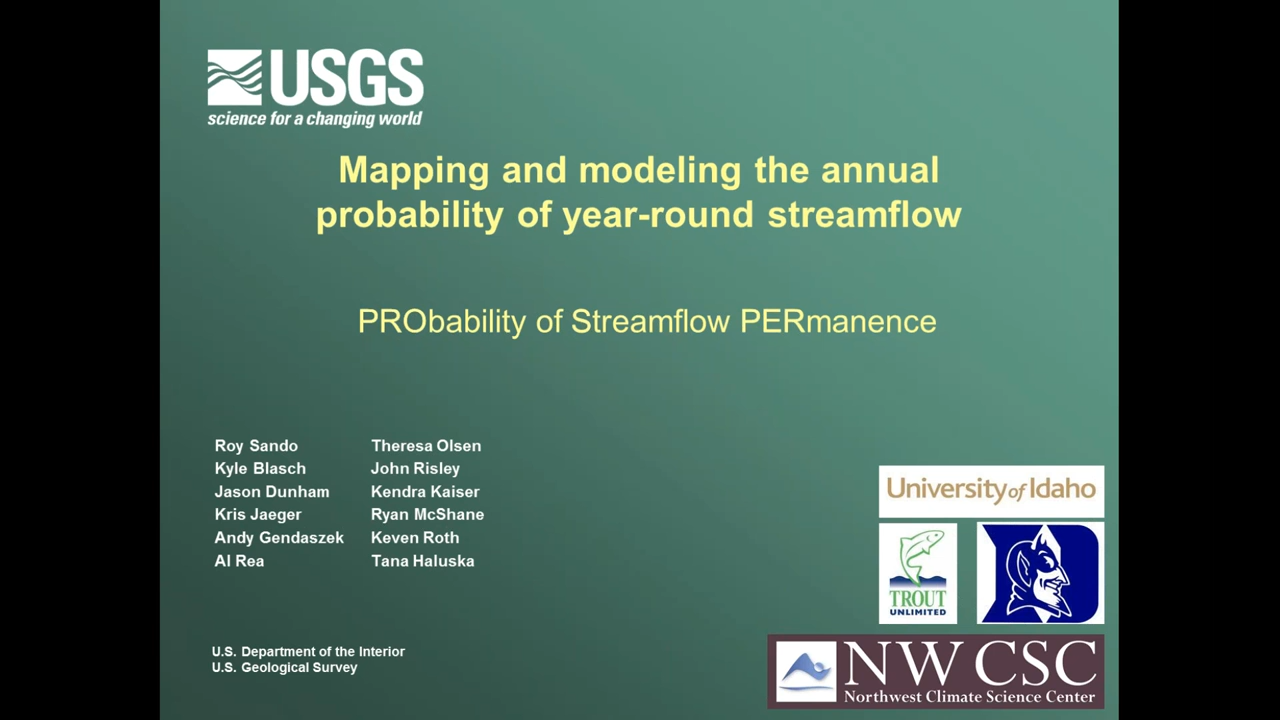 USGS
science for a changing world
Mapping and modeling the annual
probability of year-round streamflow
PRObability of Streamflow PERmanence
Roy Sando
Kyle Blasch
Jason Dunham
Kris Jaeger
Andy Gendaszek
Al Rea
Theresa Olsen
John Risley
Kendra Kaiser
Ryan McShane
Keven Roth
Tana Haluska
U.S. Department of the Interior
U.S. Geological Survey
University of Idaho
TROUT
UNLIMITED
NW CSC
Northwest Climate Science Center